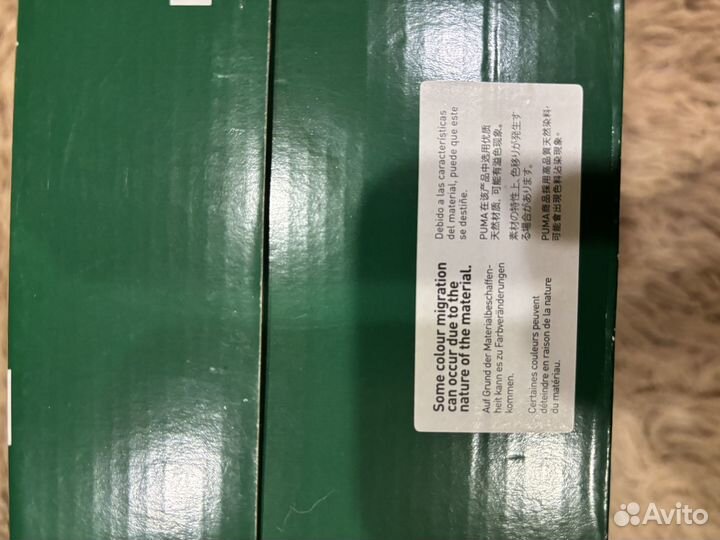 Some colour migration
can occur due to the
nature of the material.
Auf Grund der Materialbeschaffen-
heit kann es zu Farbveränderungen
kommen.
Certaines couleurs peuvent
déteindre en raison de la nature
du matériau.
Debido a las características
del material, puede que este
se destiñe.
PUMA 在该产品中选用优质
天然材质，可能有溢色现象。
素材の特性上、色移りが発生す
る場合があります。
PUMA商品採用高品質天然染料，
可能會出現色料沾染現象。
Avito